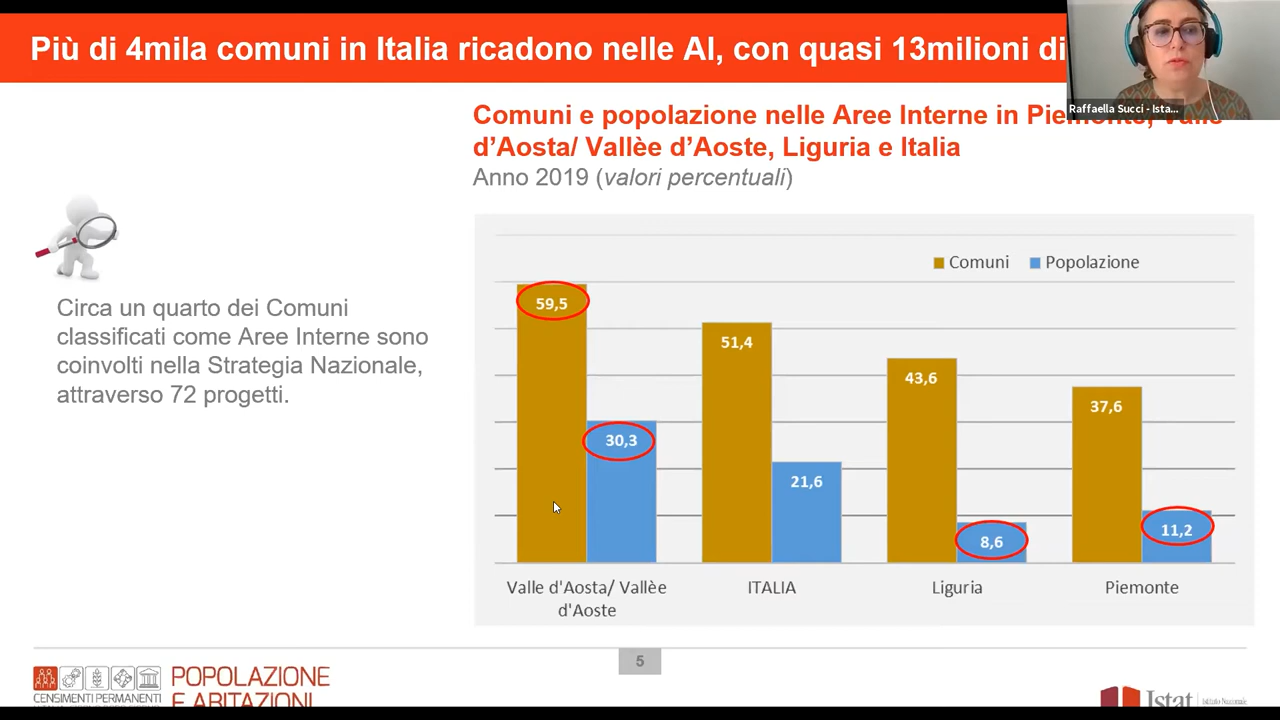 Più di 4mila comuni in Italia ricadono nelle AI, con quasi 13milioni di
Raffaella Succi - Ista...
Comuni e popolazione nelle Aree Interne in Piemonte, Valle
d'Aosta/ Vallèe d'Aoste, Liguria e Italia
Anno 2019 (valori percentuali)
Circa un quarto dei Comuni
classificati come Aree Interne sono
coinvolti nella Strategia Nazionale,
attraverso 72 progetti.
Comuni Popolazione
59,5
30,3
51,4
21,6
43,6
8,6
37,6
11,2
Valle d'Aosta/ Vallèe
d'Aoste
ITALIA
Liguria
Piemonte
5
CENSIMENTI PERMANENTI
POPOLAZIONE
E ABITAZIONI
Istat